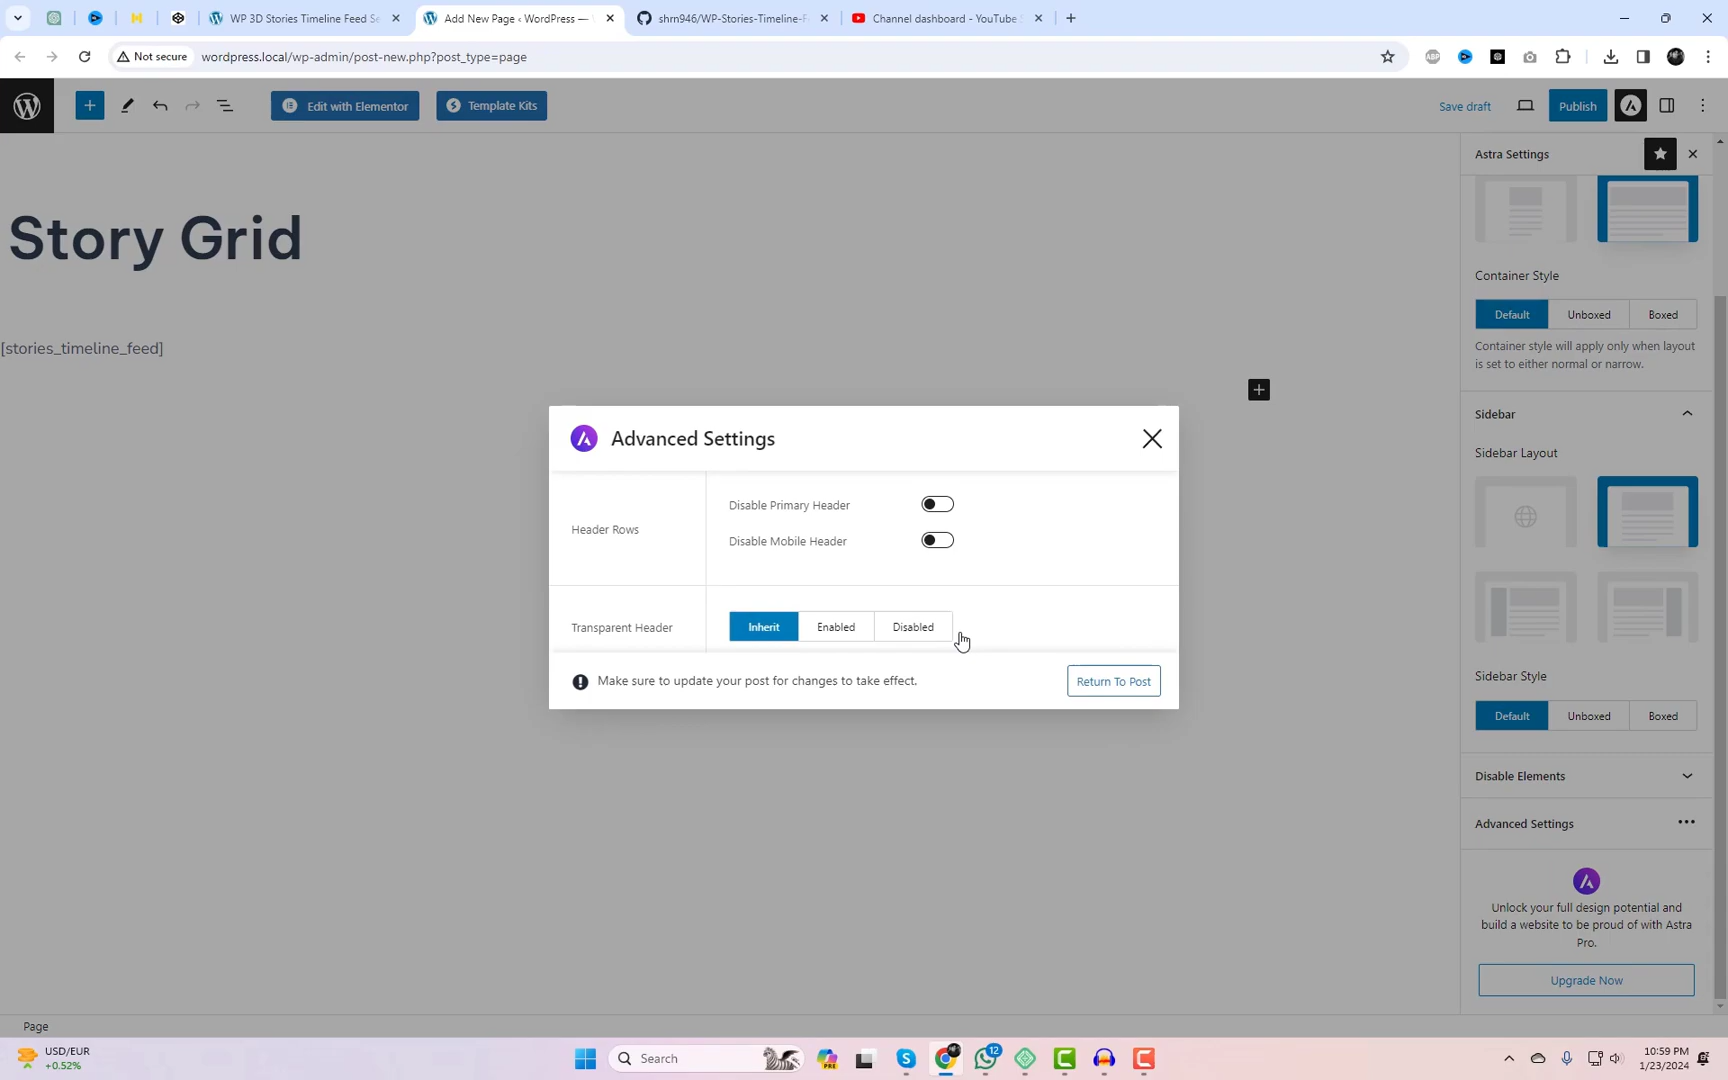 WP 3D Stories Timeline Feed Se
Add New Page ‹ WordPress —
shrn946/WP-Stories-Timeline-F
Channel dashboard - YouTube
Not secure
wordpress.local/wp-admin/post-new.php?post_type=page
Edit with Elementor
Template Kits
Save draft
Publish
Astra Settings
Story Grid
Container Style
Default
Unboxed
Boxed
[stories_timeline_feed]
Container style will apply only when layout
is set to either normal or narrow.
Sidebar
Advanced Settings
Sidebar Layout
Header Rows
Disable Primary Header
Disable Mobile Header
Transparent Header
Inherit
Enabled
Disabled
Make sure to update your post for changes to take effect.
Return To Post
Sidebar Style
Default
Unboxed
Boxed
Disable Elements
Advanced Settings
Unlock your full design potential and
build a website to be proud of with Astra
Pro.
Upgrade Now
Page
USD/EUR
+0.52%
Search
PRE
12
10:59 PM
1/23/2024